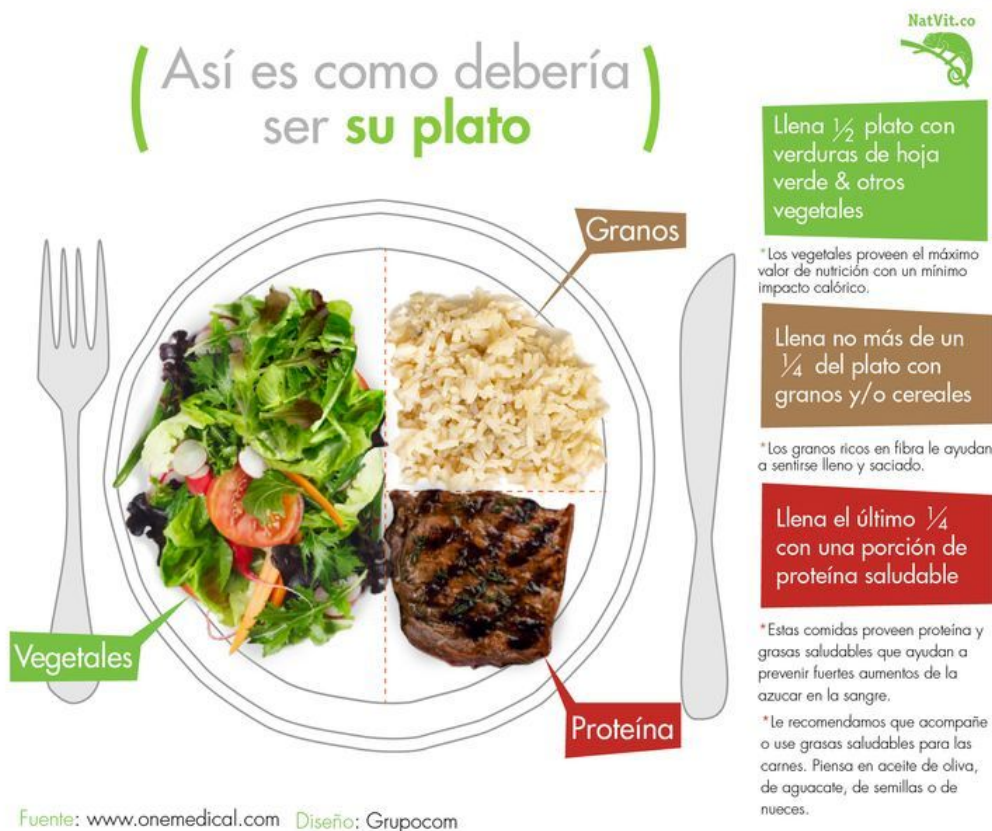 NatVit.co
Así es como debería
ser su plato
Llena ½ plato con
verduras de hoja
verde & otros
vegetales
*Los vegetales proveen el máximo
valor de nutrición con un mínimo
impacto calórico.
Llena no más de un
¼ del plato con
granos y/o cereales
*Los granos ricos en fibra le ayudan
a sentirse lleno y saciado.
Llena el último ¼
con una porción de
proteína saludable
*Estas comidas proveen proteína y
grasas saludables que ayudan a
prevenir fuertes aumentos de la
azucar en la sangre.
*Le recomendamos que acompañe
o use grasas saludables para las
carnes. Piensa en aceite de oliva,
de aguacate, de semillas o de
nueces.
Granos
Vegetales
Proteína
Fuente: www.onemedical.com Diseño: Grupocom